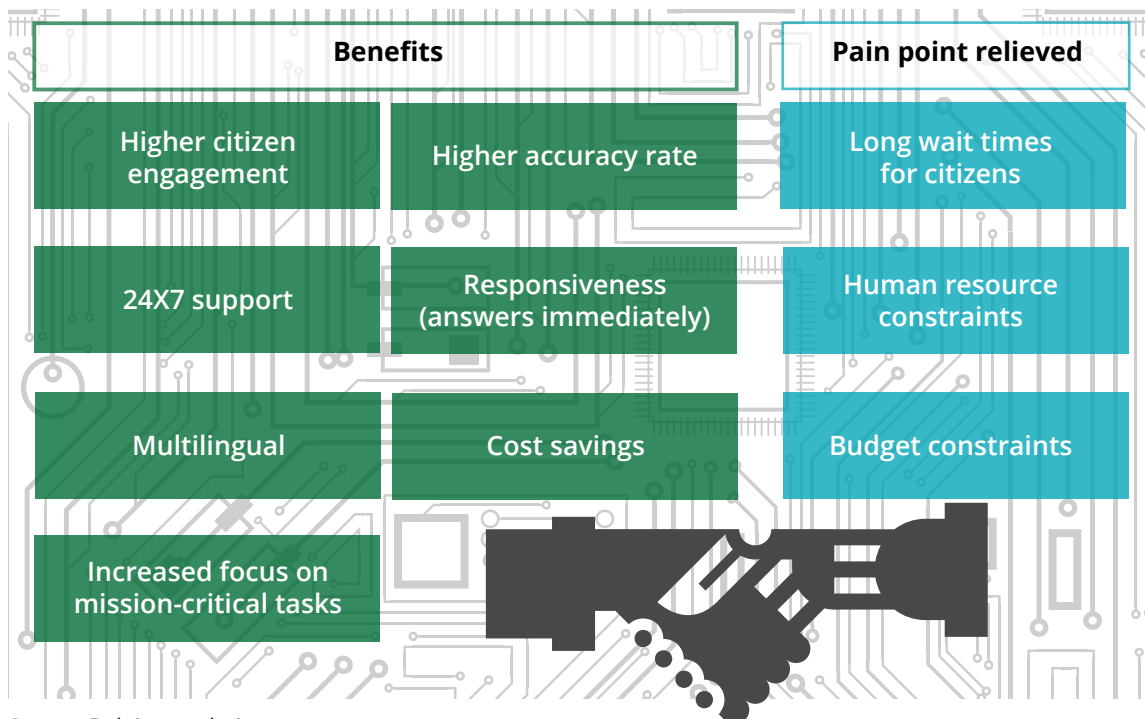 Benefits
Pain point relieved
Higher citizen
engagement
Higher accuracy rate
Long wait times
for citizens
24X7 support
Responsiveness
(answers immediately)
Human resource
constraints
Multilingual
Cost savings
Budget constraints
Increased focus on
mission-critical tasks